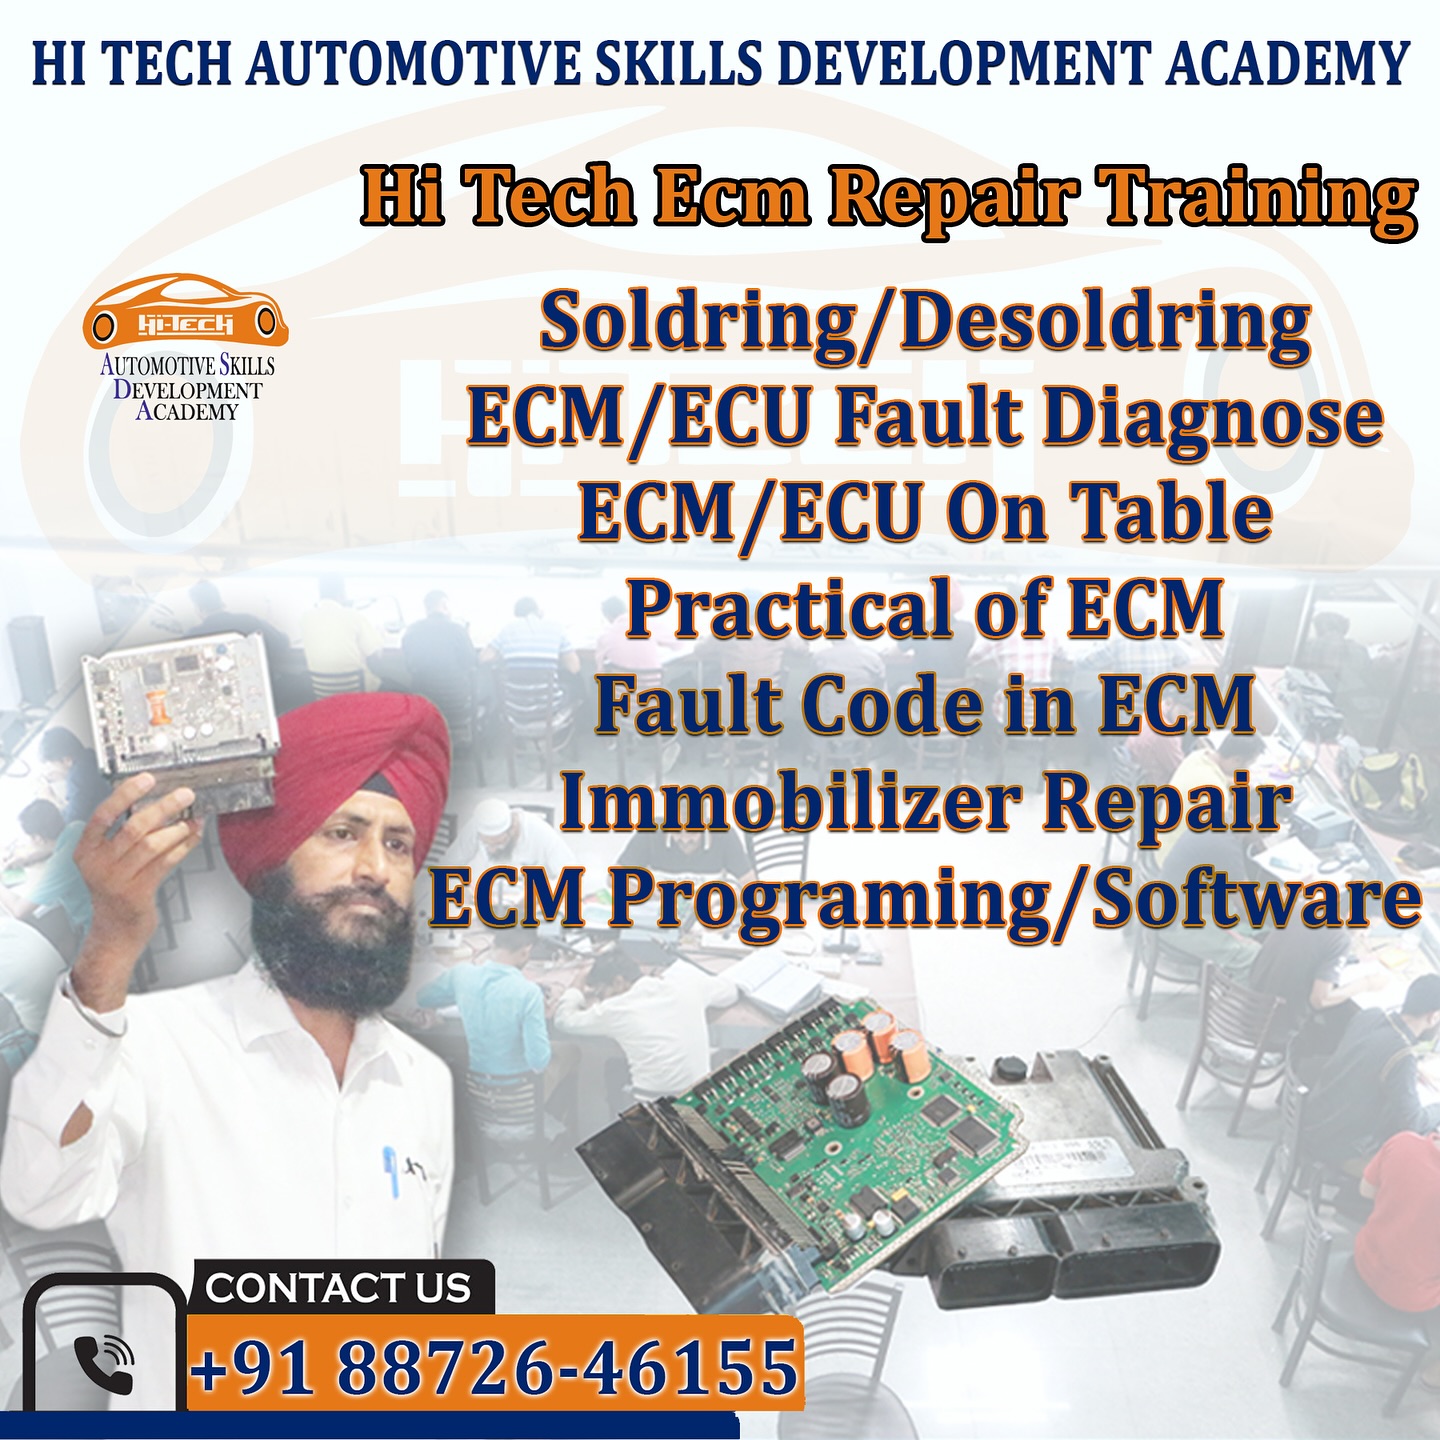 HI TECH AUTOMOTIVE SKILLS DEVELOPMENT ACADEMY
Hi Tech Ecm Repair Training
Hi-Tech
AUTOMOTIVE SKILLS
DEVELOPMENT
ACADEMY
Soldring/Desoldring
ECM/ECU Fault Diagnose
ECM/ECU On Table
Practical of ECM
Fault Code in ECM
Immobilizer Repair
ECM Programing/Software
CONTACT US
+91 88726-46155